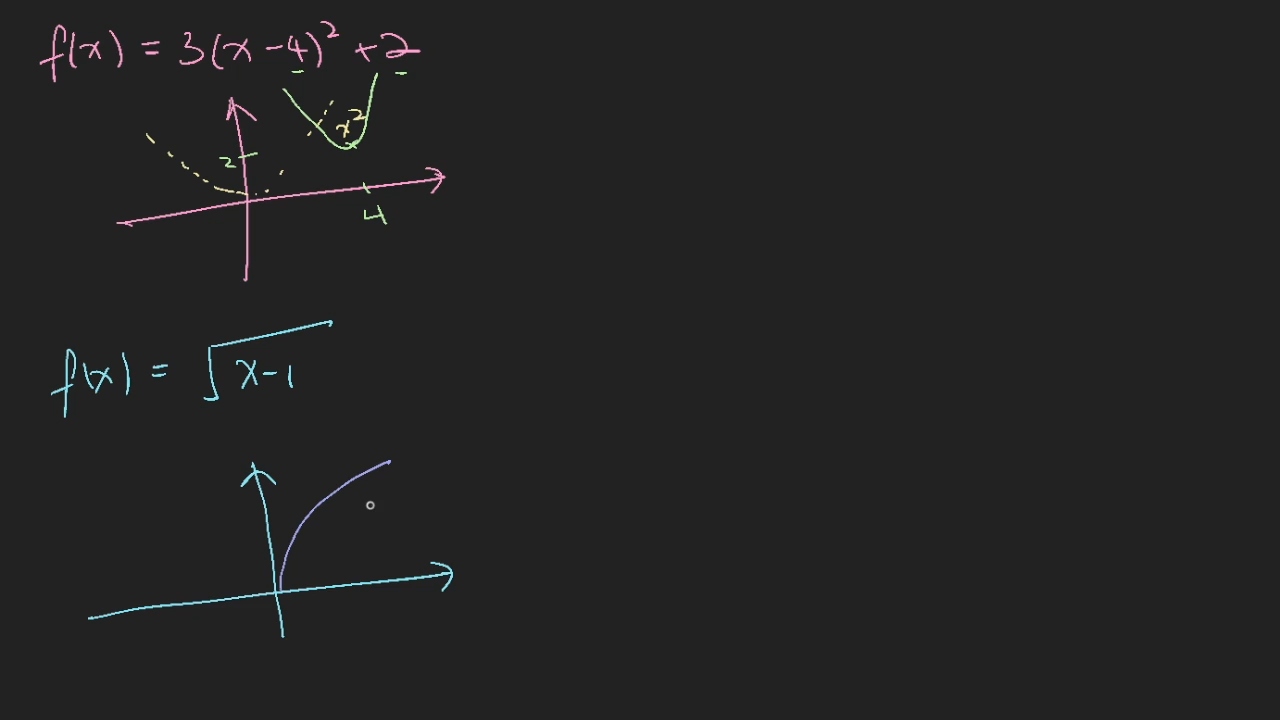 f(x) = 3(x-4)² +2
x²
2
4
f(x) = √x-1